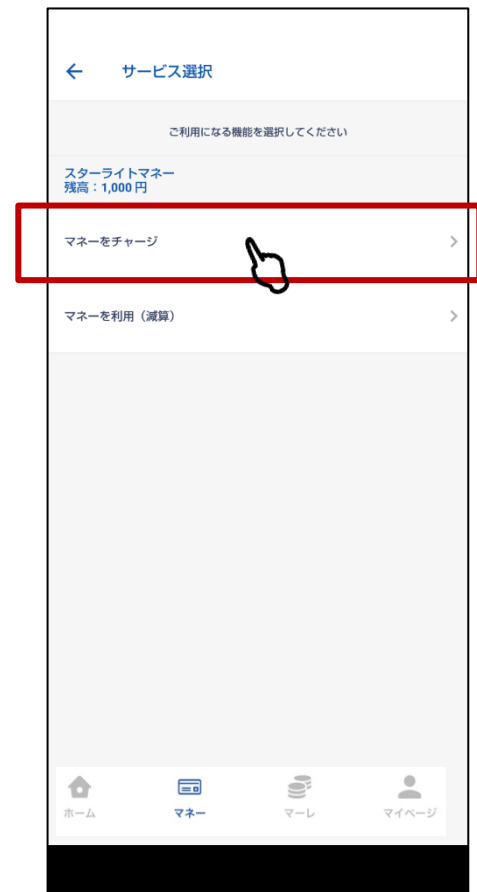 サービス選択
ご利用になる機能を選択してください
スターライトマネー
残高：1,000 円
マネーをチャージ
マネーを利用（減算）
ホーム
マネー
マーレ
マイページ